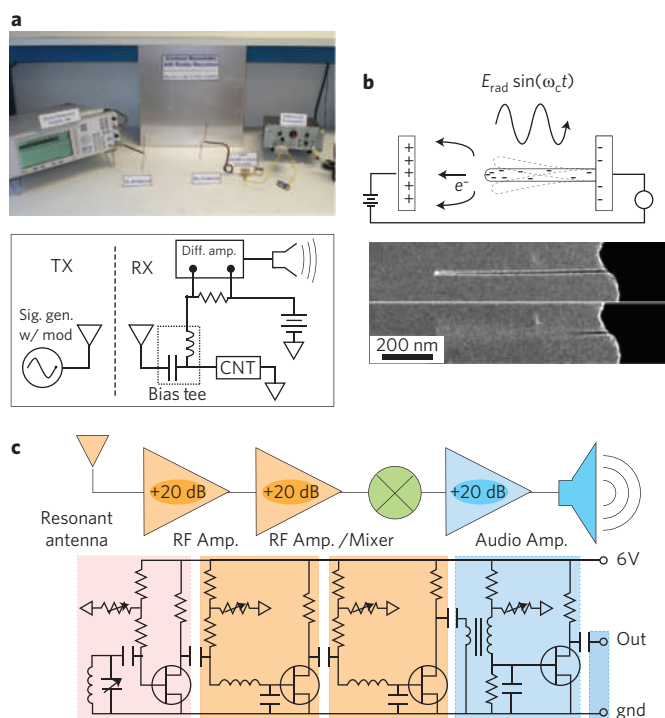 a
TX
RX
Diff. amp.
Sig. gen.
w/ mod
CNT
Bias tee
b
E_rad sin(ω_c t)
+
+
+
+
+
e⁻
-
-
-
-
-
200 nm
c
+20 dB
+20 dB
+20 dB
Resonant
antenna
RF Amp.
RF Amp. /Mixer
Audio Amp.
6V
Out
gnd